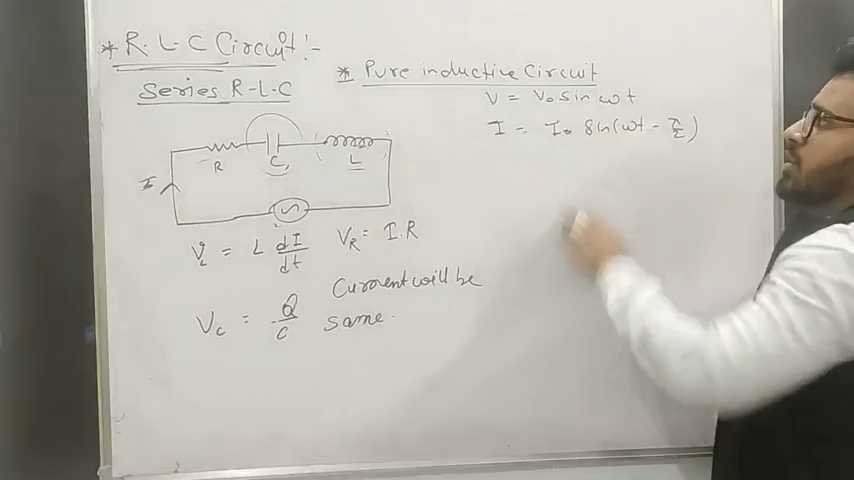 * R-L-C Circuit :-
Series R-L-C
R
C
L
I
V_L = L dI/dt
V_R = I.R
V_C = Q/C
Current will be
same.
* Pure inductive Circuit
V = V₀ sin ωt
I = I₀ sin(ωt - π/2)